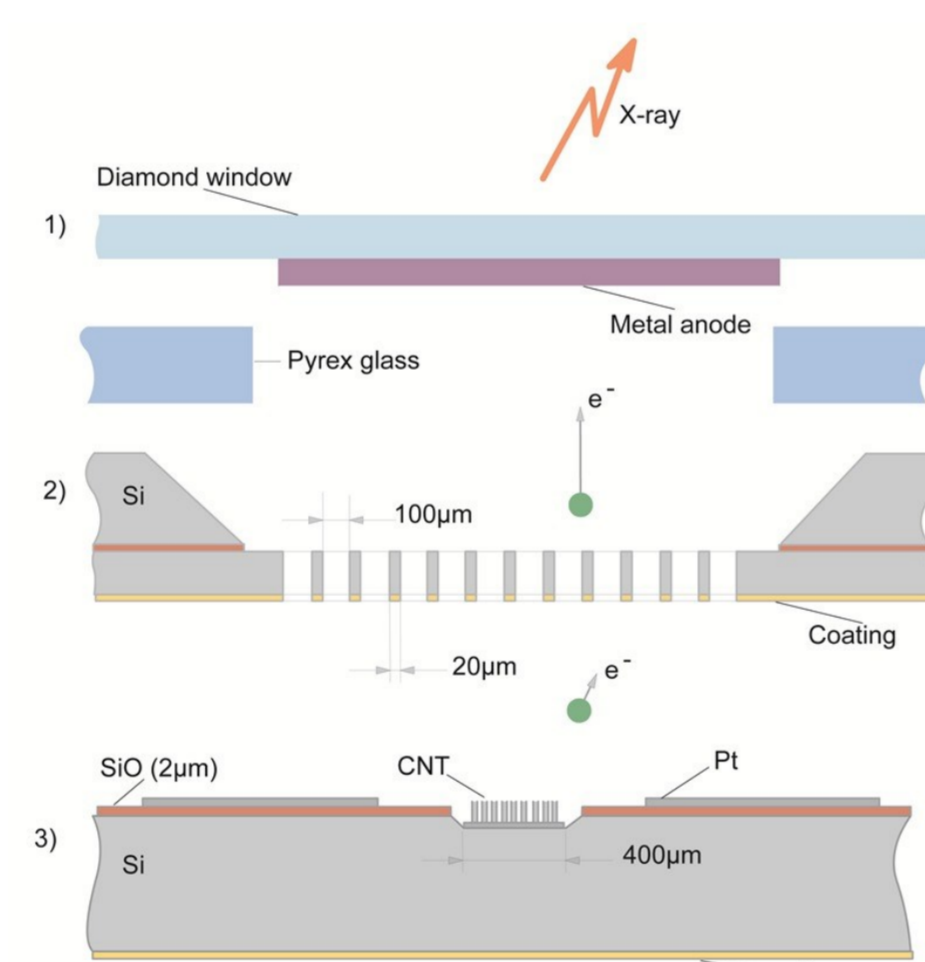 X-ray
Diamond window
1)
Metal anode
Pyrex glass
e-
2)
Si
100µm
Coating
20µm
e-
SiO (2µm)
CNT
Pt
3)
Si
400µm